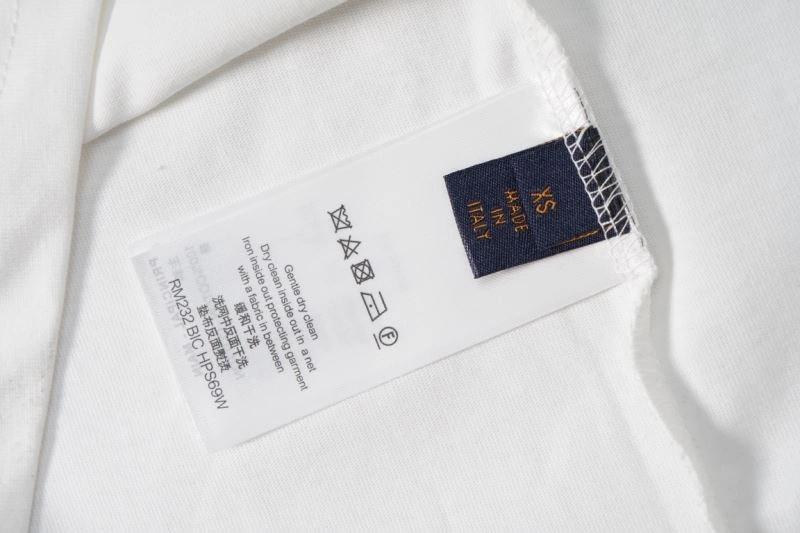 XS
MADE
IN
ITALY
F
Gentle dry clean
Dry clean inside out in a net
Iron inside out protecting garment
with a fabric in between
缓和干洗
洗网中反面干洗
垫布反面熨烫
RM232 BIC HPS69W